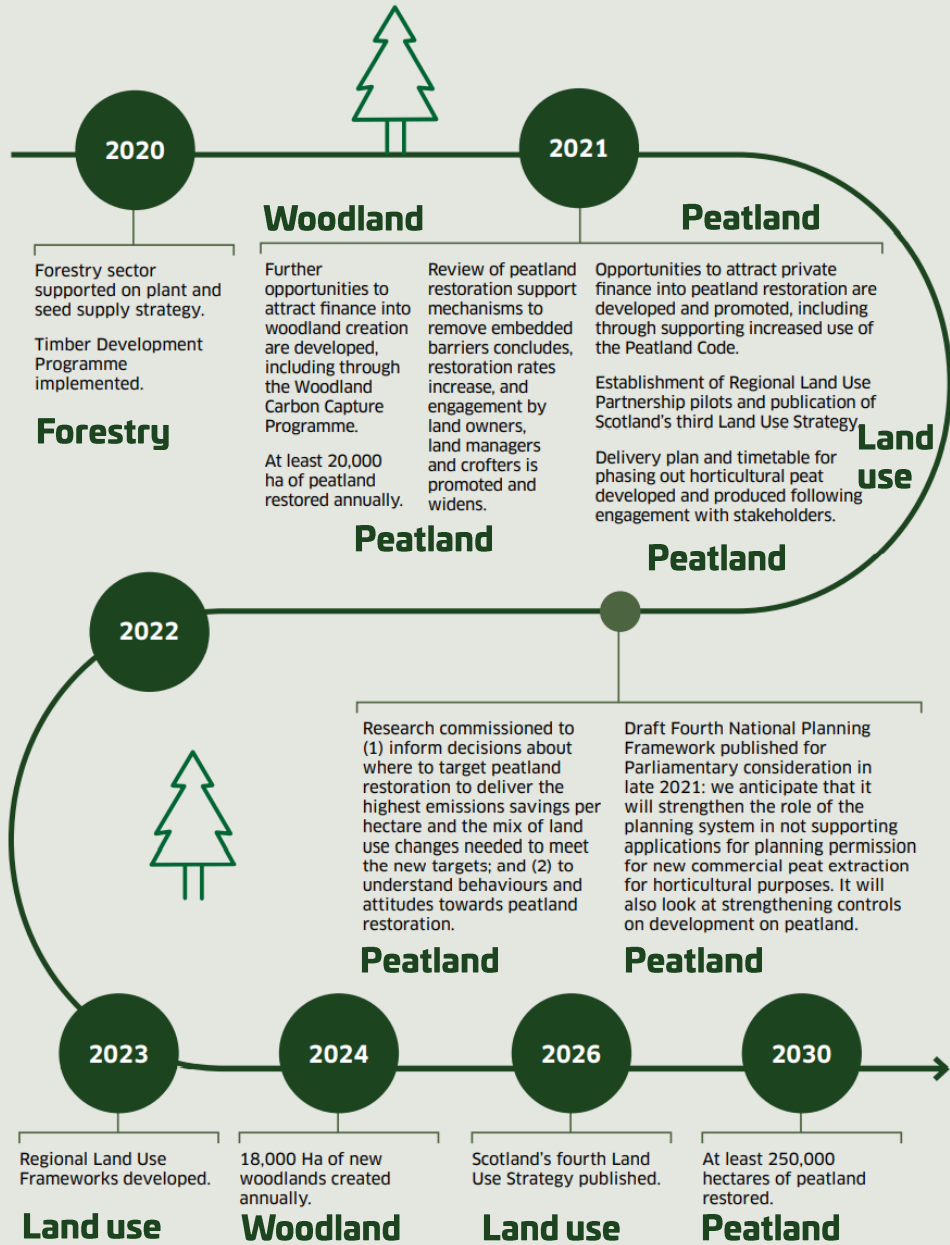 2020
2021
Woodland
Peatland
Forestry sector
supported on plant and
seed supply strategy.
Timber Development
Programme
implemented.
Forestry
Further
opportunities to
attract finance into
woodland creation
are developed,
including through
the Woodland
Carbon Capture
Programme.
At least 20,000
ha of peatland
restored annually.
Review of peatland
restoration support
mechanisms to
remove embedded
barriers concludes,
restoration rates
increase, and
engagement by
land owners,
land managers
and crofters is
promoted and
widens.
Peatland
Opportunities to attract private
finance into peatland restoration are
developed and promoted, including
through supporting increased use of
the Peatland Code.
Establishment of Regional Land Use
Partnership pilots and publication of
Scotland's third Land Use Strategy.
Land
use
Delivery plan and timetable for
phasing out horticultural peat
developed and produced following
engagement with stakeholders.
Peatland
2022
Research commissioned to
(1) inform decisions about
where to target peatland
restoration to deliver the
highest emissions savings per
hectare and the mix of land
use changes needed to meet
the new targets; and (2) to
understand behaviours and
attitudes towards peatland
restoration.
Peatland
Draft Fourth National Planning
Framework published for
Parliamentary consideration in
late 2021: we anticipate that it
will strengthen the role of the
planning system in not supporting
applications for planning permission
for new commercial peat extraction
for horticultural purposes. It will
also look at strengthening controls
on development on peatland.
Peatland
2023
2024
2026
2030
Regional Land Use
Frameworks developed.
Land use
18,000 Ha of new
woodlands created
annually.
Woodland
Scotland's fourth Land
Use Strategy published.
Land use
At least 250,000
hectares of peatland
restored.
Peatland